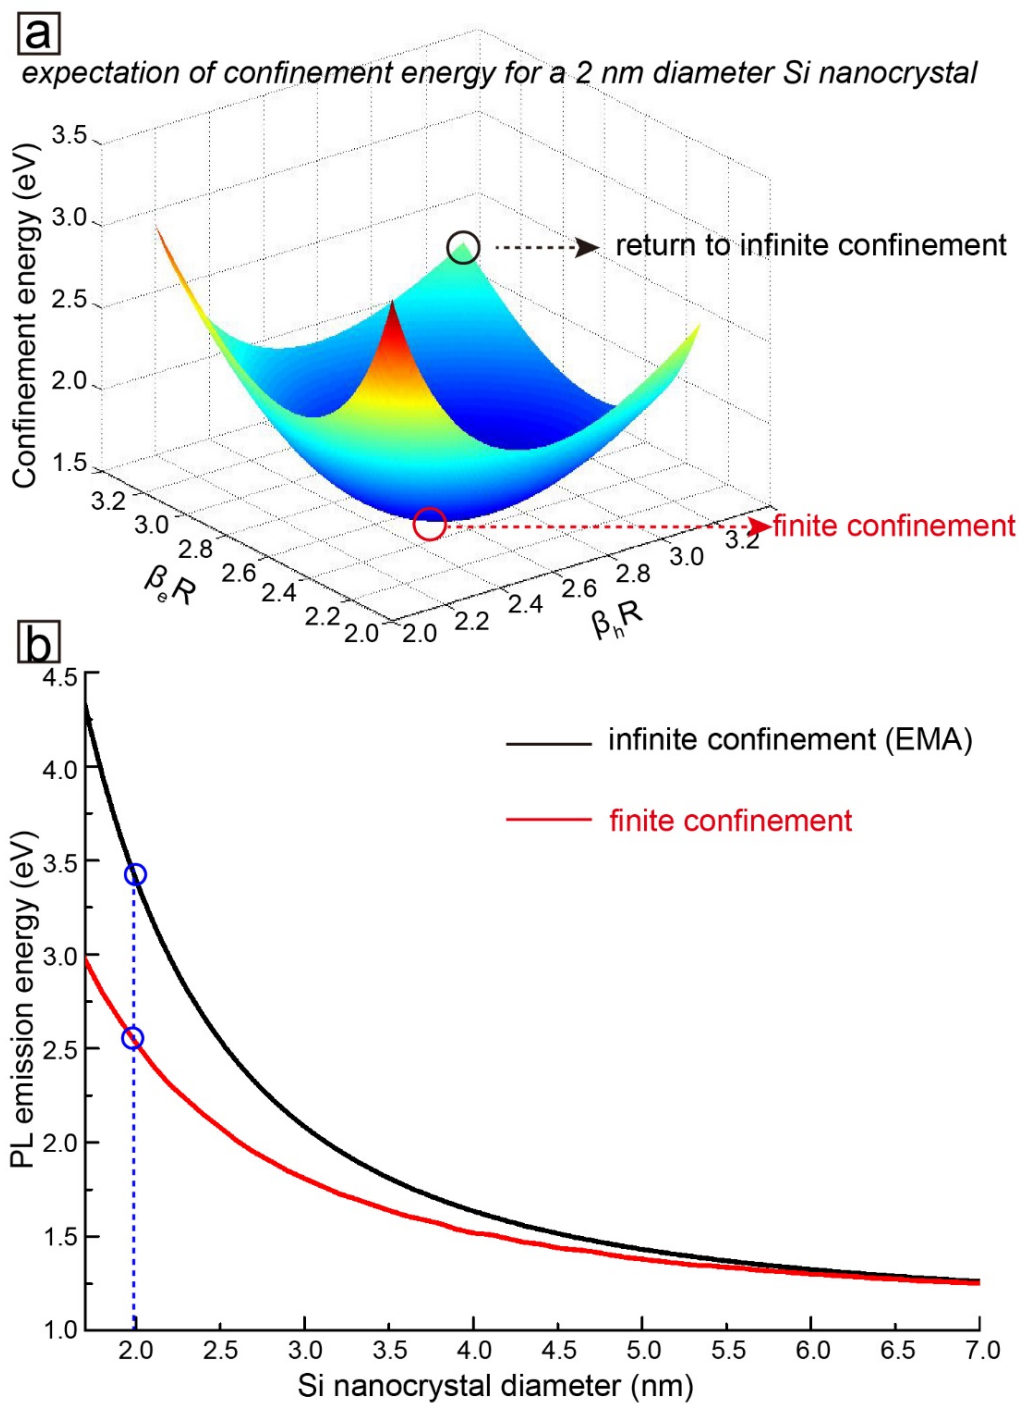 a
expectation of confinement energy for a 2 nm diameter Si nanocrystal
Confinement energy (eV)
3.5
3.0
2.5
2.0
1.5
return to infinite confinement
finite confinement
3.2
3.0
2.8
2.6
2.4
2.2
2.0
βeR
2.0
2.2
2.4
2.6
2.8
3.0
3.2
βhR
b
PL emission energy (eV)
4.5
4.0
3.5
3.0
2.5
2.0
1.5
1.0
infinite confinement (EMA)
finite confinement
2.0 2.5 3.0 3.5 4.0 4.5 5.0 5.5 6.0 6.5 7.0
Si nanocrystal diameter (nm)